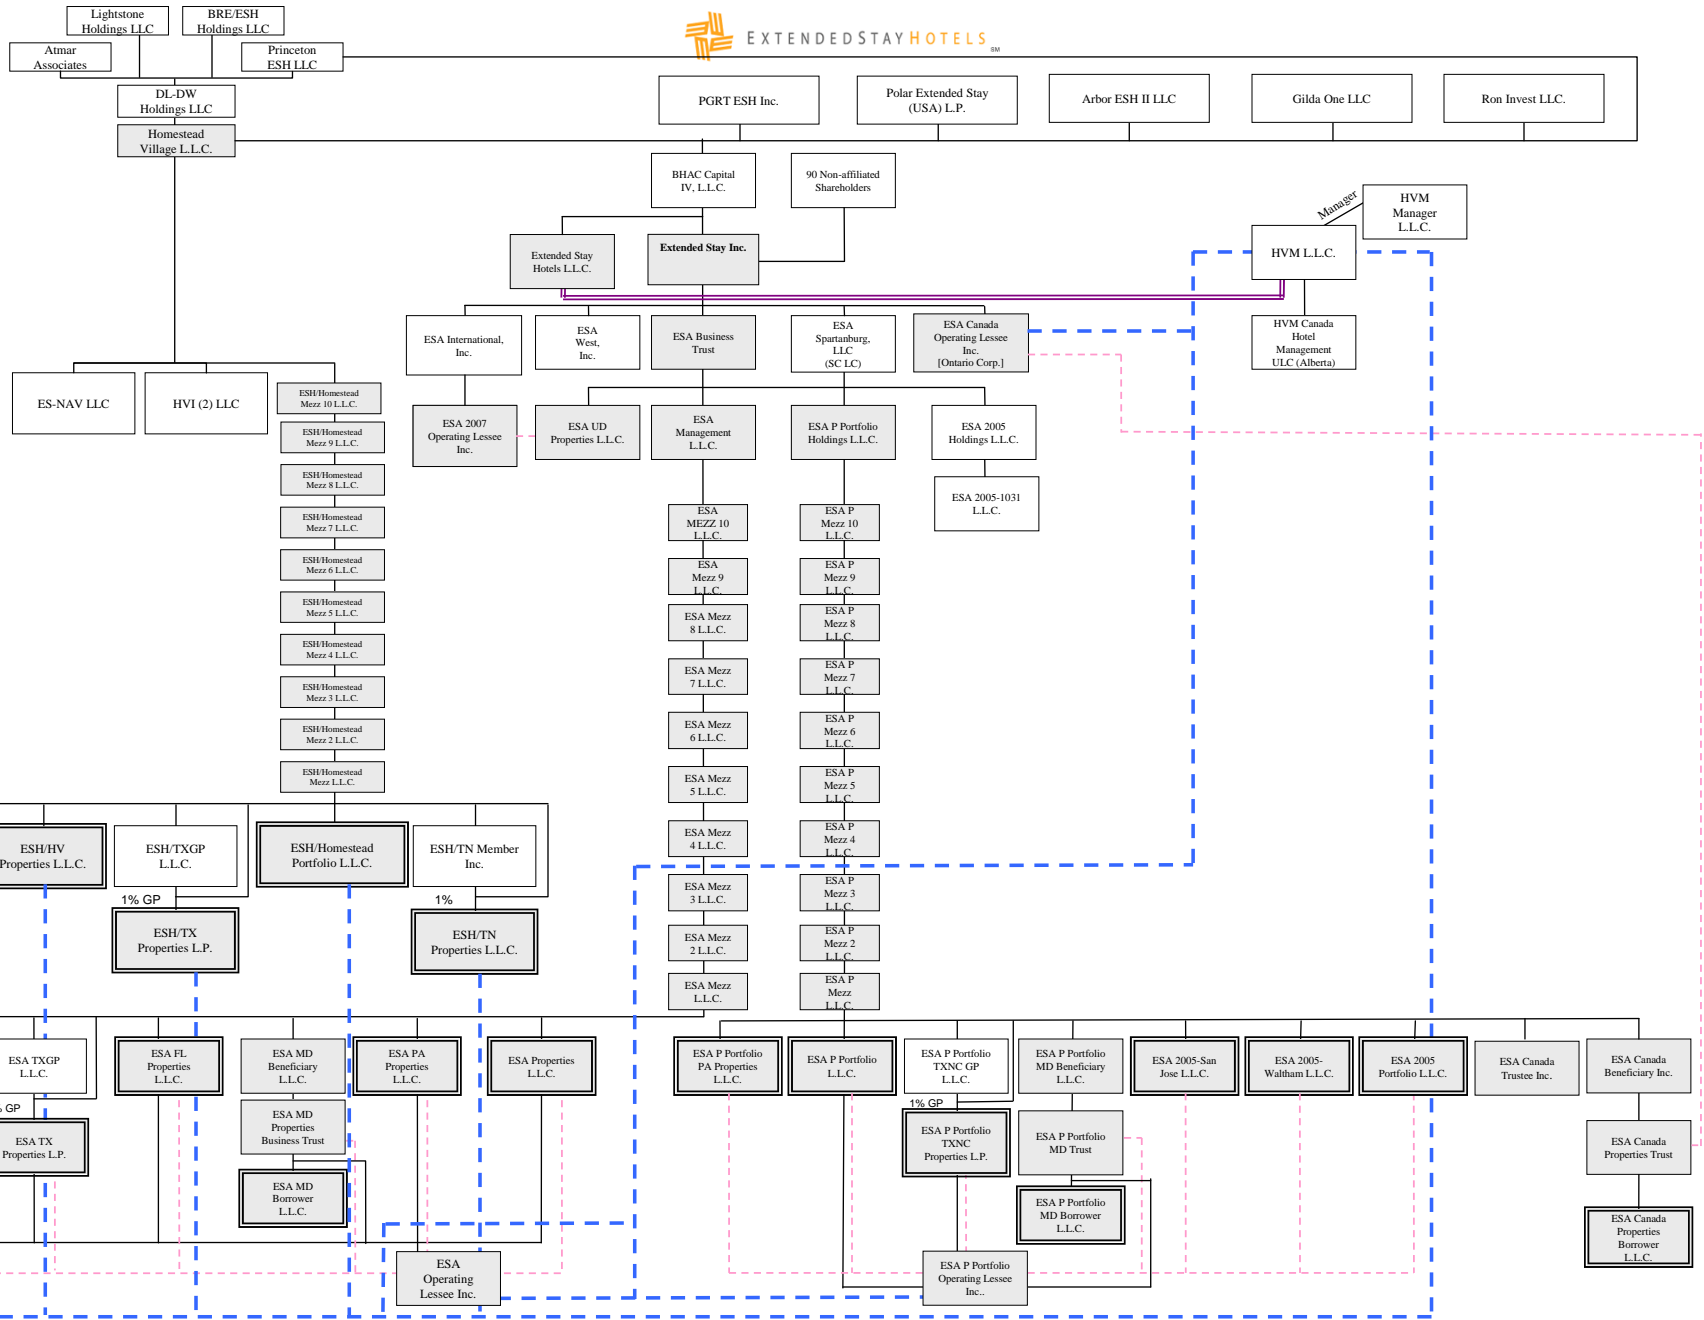 Lightstone
Holdings LLC
BRE/ESH
Holdings LLC
Atmar
Associates
Princeton
ESH LLC
EXTENDEDSTAYHOTELS
SM
DL-DW
Holdings LLC
Homestead
Village L.L.C.
PGRT ESH Inc.
Polar Extended Stay
(USA) L.P.
Arbor ESH II LLC
Gilda One LLC
Ron Invest LLC.
BHAC Capital
IV, L.L.C.
90 Non-affiliated
Shareholders
Manager
HVM
Manager
L.L.C.
Extended Stay
Hotels L.L.C.
Extended Stay Inc.
HVM L.L.C.
ESA International,
Inc.
ESA
West,
Inc.
ESA Business
Trust
ESA
Spartanburg,
LLC
(SC LC)
ESA Canada
Operating Lessee
Inc.
[Ontario Corp.]
HVM Canada
Hotel
Management
ULC (Alberta)
ES-NAV LLC
HVI (2) LLC
ESH/Homestead
Mezz 10 L.L.C.
ESH/Homestead
Mezz 9 L.L.C.
ESH/Homestead
Mezz 8 L.L.C.
ESH/Homestead
Mezz 7 L.L.C.
ESH/Homestead
Mezz 6 L.L.C.
ESH/Homestead
Mezz 5 L.L.C.
ESH/Homestead
Mezz 4 L.L.C.
ESH/Homestead
Mezz 3 L.L.C.
ESH/Homestead
Mezz 2 L.L.C.
ESH/Homestead
Mezz L.L.C.
ESA 2007
Operating Lessee
Inc.
ESA UD
Properties L.L.C.
ESA
Management
L.L.C.
ESA P Portfolio
Holdings L.L.C.
ESA 2005
Holdings L.L.C.
ESA 2005-1031
L.L.C.
ESA
MEZZ 10
L.L.C.
ESA
Mezz 9
L.L.C.
ESA Mezz
8 L.L.C.
ESA Mezz
7 L.L.C.
ESA Mezz
6 L.L.C.
ESA Mezz
5 L.L.C.
ESA Mezz
4 L.L.C.
ESA Mezz
3 L.L.C.
ESA Mezz
2 L.L.C.
ESA Mezz
L.L.C.
ESA P
Mezz 10
L.L.C.
ESA P
Mezz 9
L.L.C.
ESA P
Mezz 8
L.L.C.
ESA P
Mezz 7
L.L.C.
ESA P
Mezz 6
L.L.C.
ESA P
Mezz 5
L.L.C.
ESA P
Mezz 4
L.L.C.
ESA P
Mezz 3
L.L.C.
ESA P
Mezz 2
L.L.C.
ESA P
Mezz
L.L.C.
ESH/HV
Properties L.L.C.
ESH/TXGP
L.L.C.
ESH/Homestead
Portfolio L.L.C.
ESH/TN Member
Inc.
1% GP
1%
ESH/TX
Properties L.P.
ESH/TN
Properties L.L.C.
ESA TXGP
L.L.C.
ESA FL
Properties
L.L.C.
ESA MD
Beneficiary
L.L.C.
ESA PA
Properties
L.L.C.
ESA Properties
L.L.C.
% GP
ESA TX
Properties L.P.
ESA MD
Properties
Business Trust
ESA MD
Borrower
L.L.C.
ESA
Operating
Lessee Inc.
ESA P Portfolio
PA Properties
L.L.C.
ESA P Portfolio
L.L.C.
ESA P Portfolio
TXNC GP
L.L.C.
ESA P Portfolio
MD Beneficiary
L.L.C.
ESA 2005-San
Jose L.L.C.
ESA 2005-
Waltham L.L.C.
ESA 2005
Portfolio L.L.C.
ESA Canada
Trustee Inc.
ESA Canada
Beneficiary Inc.
1% GP
ESA P Portfolio
TXNC
Properties L.P.
ESA P Portfolio
MD Trust
ESA Canada
Properties Trust
ESA P Portfolio
MD Borrower
L.L.C.
ESA Canada
Properties
Borrower
L.L.C.
ESA P Portfolio
Operating Lessee
Inc..